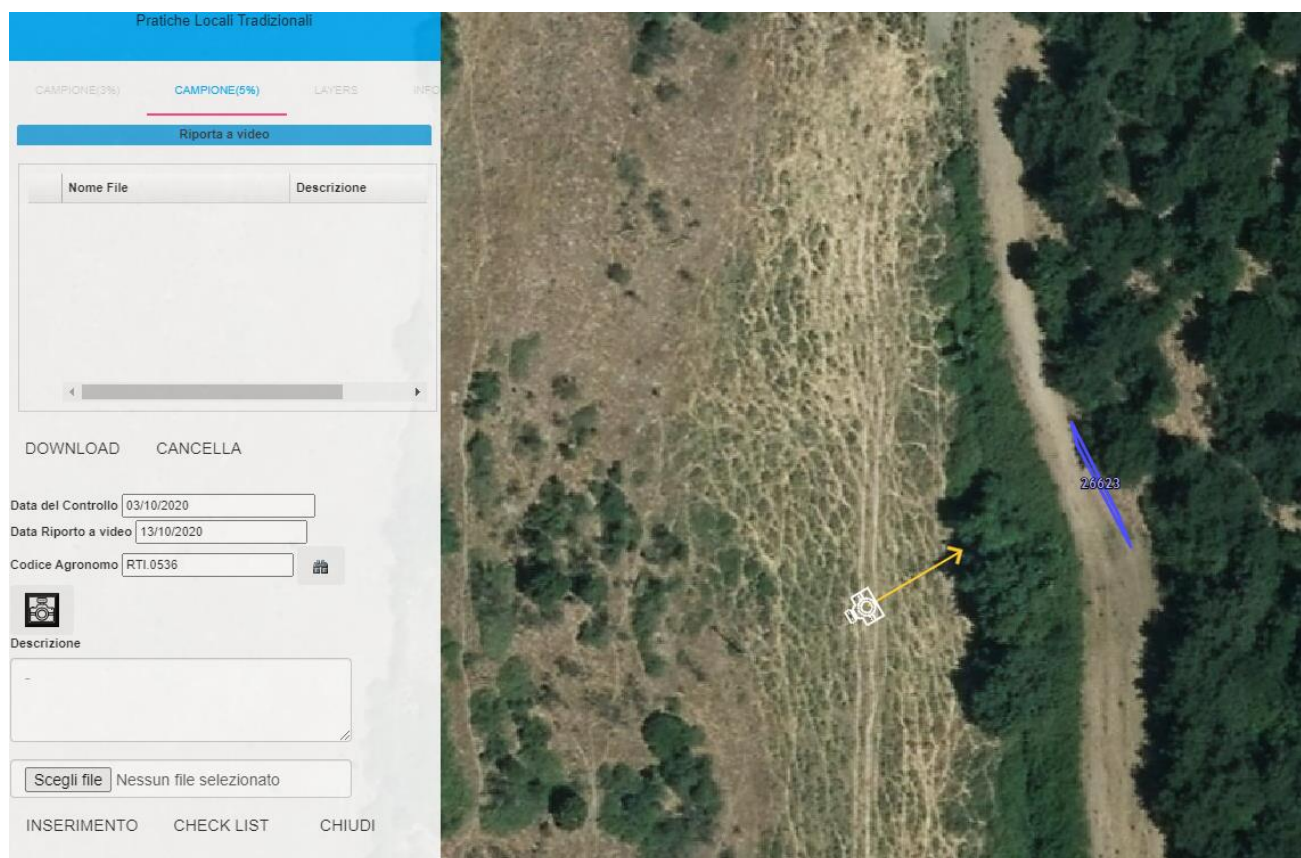 Pratiche Locali Tradizionali
CAMPIONE(3%) CAMPIONE(5%) LAYERS INFO
Riporta a video
Nome File Descrizione
DOWNLOAD CANCELLA
Data del Controllo 03/10/2020
Data Riporto a video 13/10/2020
Codice Agronomo RTI.0536
Descrizione
-
Scegli file Nessun file selezionato
INSERIMENTO CHECK LIST CHIUDI
26623